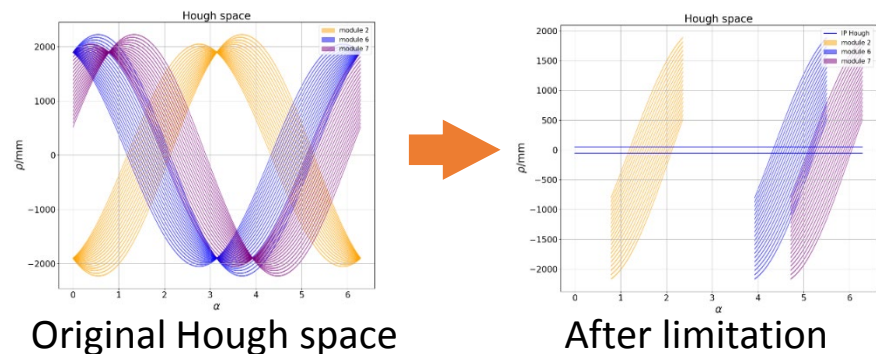 Hough space
module 2
module 6
module 7
2000
1000
0
−1000
−2000
ρ/mm
0 1 2 3 4 5 6
α
Original Hough space
Hough space
IP Hough
module 2
module 6
module 7
2000
1500
1000
500
0
−500
−1000
−1500
−2000
ρ/mm
0 1 2 3 4 5 6
α
After limitation